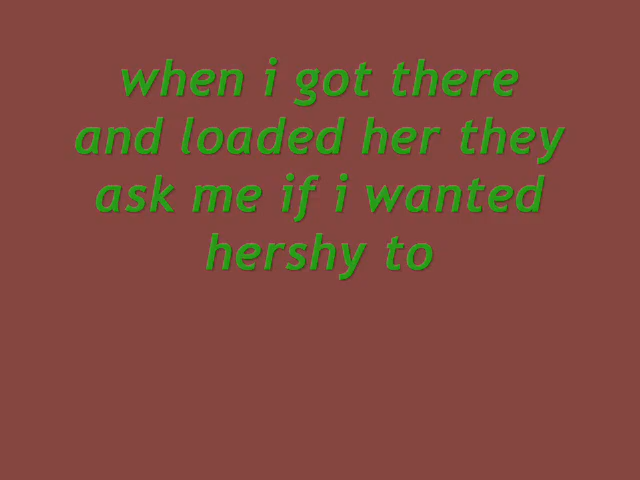 when i got there
and loaded her they
ask me if i wanted
hershy to